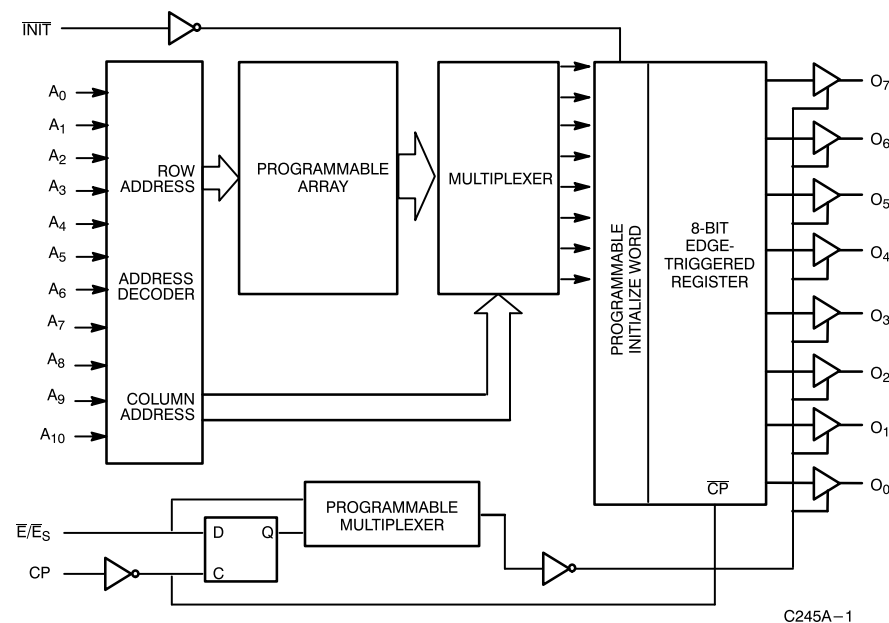 INIT
A0
A1
A2
A3
A4
A5
A6
A7
A8
A9
A10
ROW
ADDRESS
ADDRESS
DECODER
COLUMN
ADDRESS
PROGRAMMABLE
ARRAY
MULTIPLEXER
PROGRAMMABLE
INITIALIZE WORD
8-BIT
EDGE-
TRIGGERED
REGISTER
CP
O7
O6
O5
O4
O3
O2
O1
O0
E/ES
CP
D
Q
C
PROGRAMMABLE
MULTIPLEXER
C245A-1